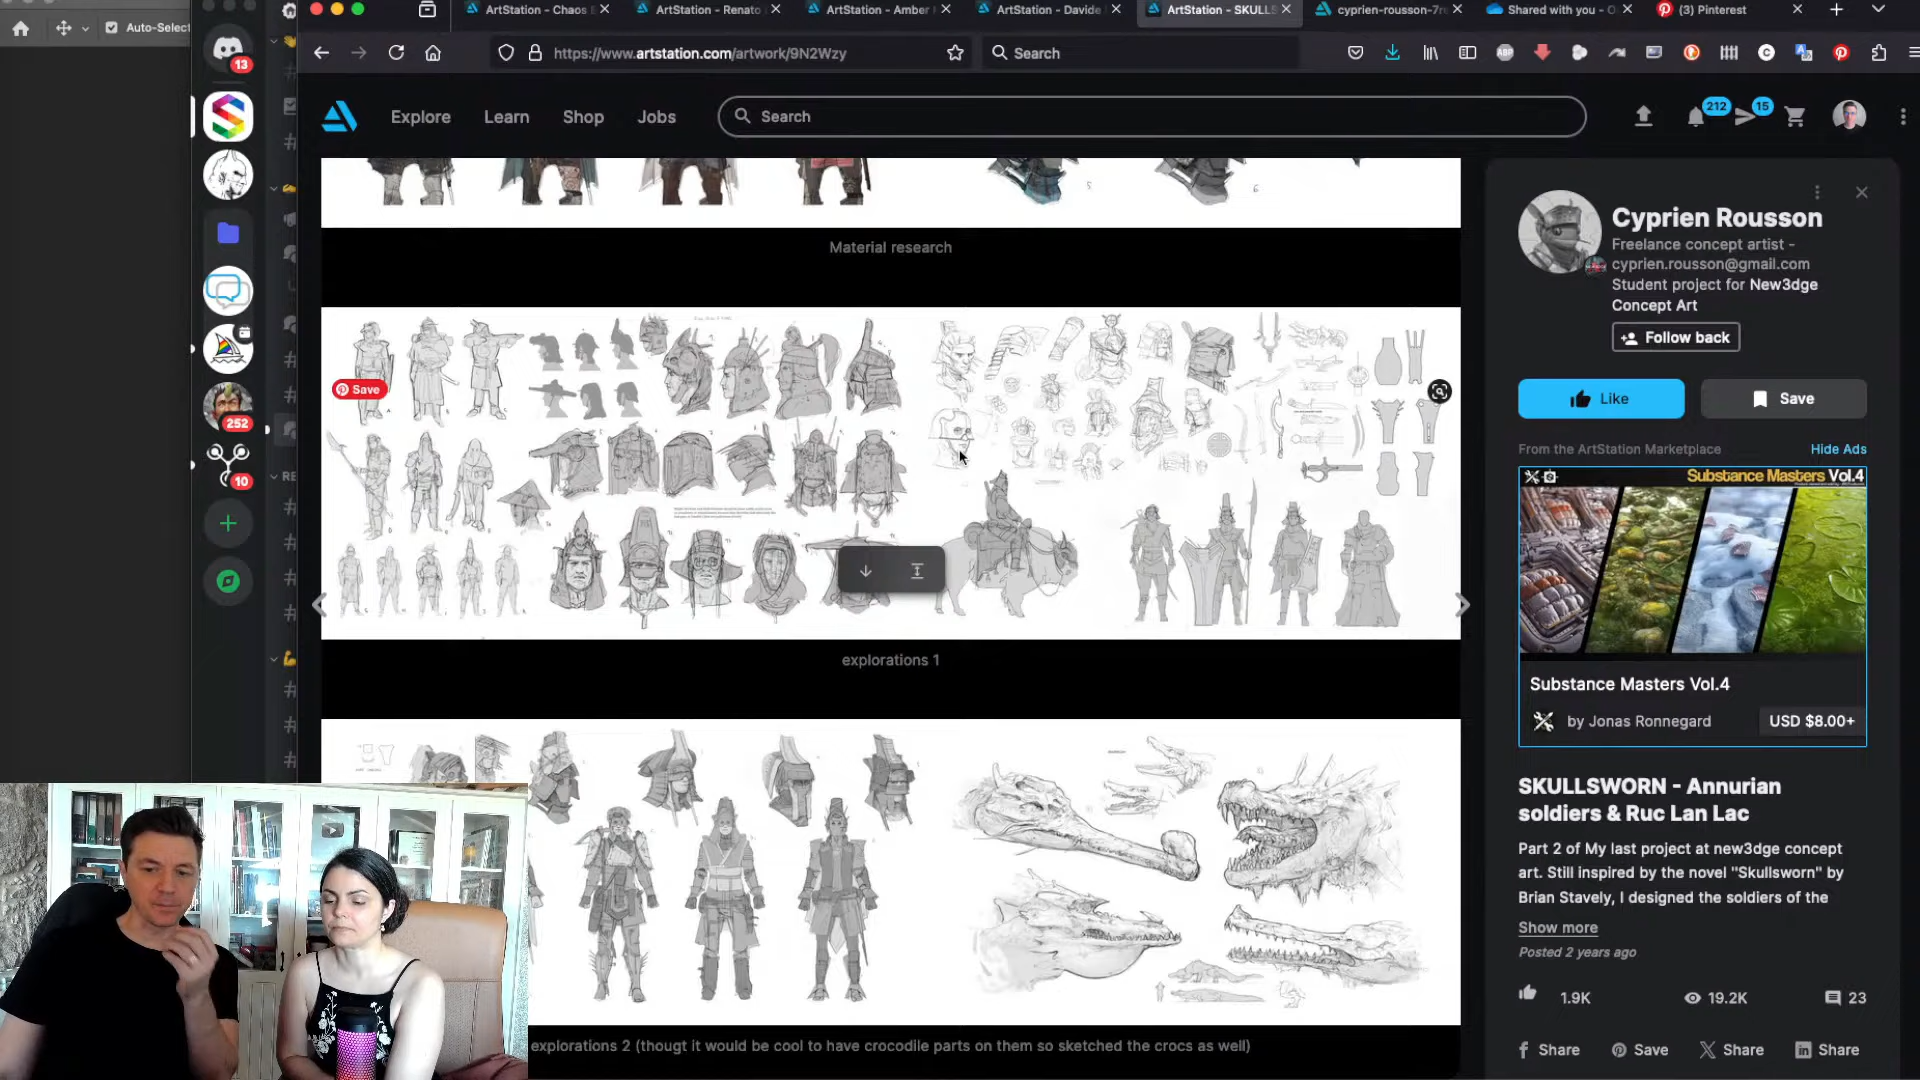 Auto-Select
ArtStation - Chaos
ArtStation - Renato
ArtStation - Amber
ArtStation - Davide
ArtStation - SKULLS
cyprien-rousson-7r
Shared with you - O
(3) Pinterest
https://www.artstation.com/artwork/9N2Wzy
Search
ABP
13
Explore
Learn
Shop
Jobs
Search
212
15
5
6
Material research
Cyprien Rousson
Freelance concept artist -
cyprien.rousson@gmail.com
Student project for New3dge
Concept Art
Follow back
Save
Like
Save
252
10
RE
From the ArtStation Marketplace
Hide Ads
Substance Masters Vol.4
explorations 1
Substance Masters Vol.4
by Jonas Ronnegard
USD $8.00+
SKULLSWORN - Annurian
soldiers & Ruc Lan Lac
Part 2 of My last project at new3dge concept
art. Still inspired by the novel "Skullsworn" by
Brian Stavely, I designed the soldiers of the
Show more
Posted 2 years ago
1.9K
19.2K
23
explorations 2 (thougt it would be cool to have crocodile parts on them so sketched the crocs as well)
Share
Save
Share
Share